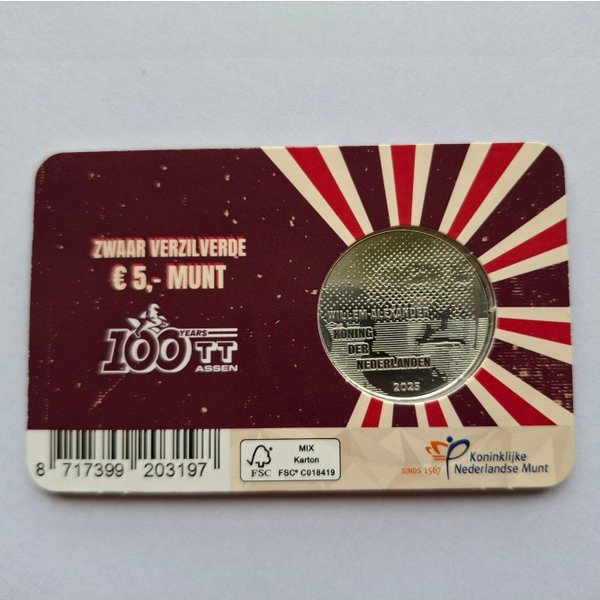 ZWAAR VERZILVERDE
€ 5,- MUNT
100 YEARS TT
ASSEN
WILLEM-ALEXANDER
KONING
DER
NEDERLANDEN
2025
8 717399 203197
FSC
MIX
Karton
FSC® C018419
SINDS 1567
Koninklijke
Nederlandse Munt